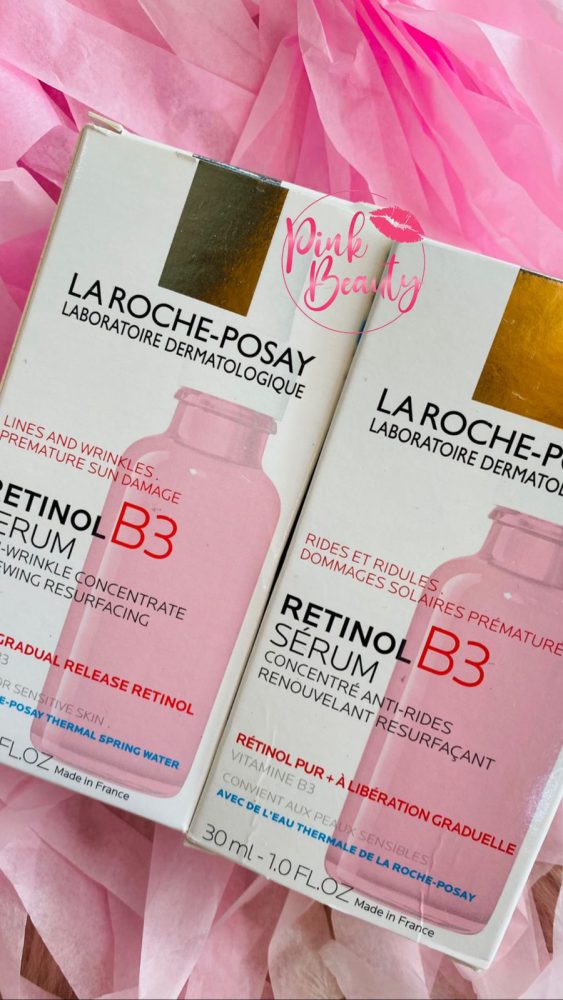 Pink
Beauty
LA ROCHE-POSAY
LABORATOIRE DERMATOLOGIQUE
LINES AND WRINKLES .
PREMATURE SUN DAMAGE
RETINOL B3
SERUM
-WRINKLE CONCENTRATE
RESURFACING
GRADUAL RELEASE RETINOL
SENSITIVE SKIN .
-POSAY THERMAL SPRING WATER
FL.OZ Made in France
LA ROCHE-PO
LABORATOIRE DERMATOL
RIDES ET RIDULES .
DOMMAGES SOLAIRES PRÉMATURÉ
RETINOL B3
SÉRUM
CONCENTRÉ ANTI-RIDES
RENOUVELANT RESURFAÇANT
RÉTINOL PUR + À LIBÉRATION GRADUELLE
VITAMINE B3
CONVIENT AUX PEAUX SENSIBLES .
AVEC DE L'EAU THERMALE DE LA ROCHE-POSAY
30 ml - 1.0 FL.OZ Made in France